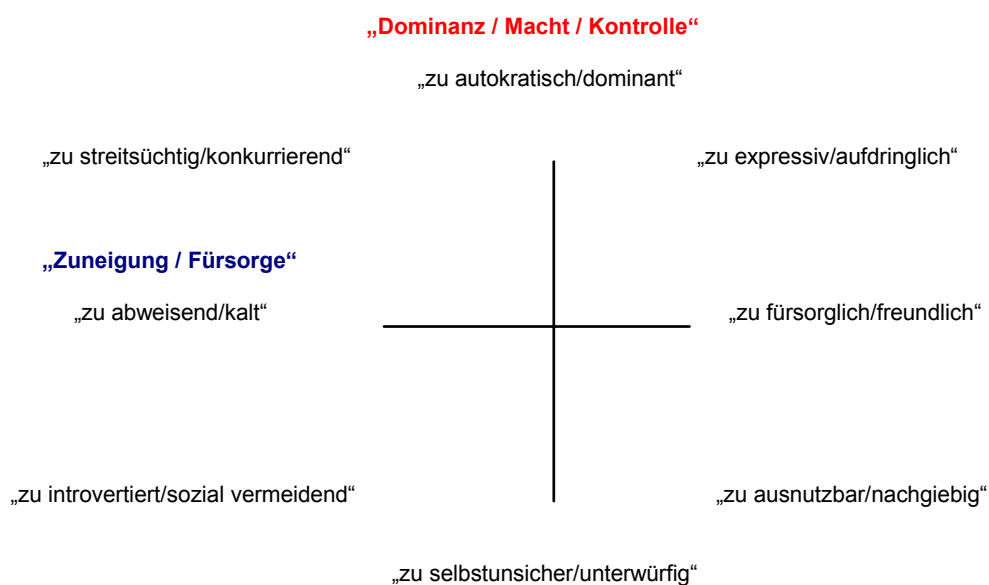 „Dominanz / Macht / Kontrolle“
„zu autokratisch/dominant“
„zu streitsüchtig/konkurrierend“
„zu expressiv/aufdringlich“
„Zuneigung / Fürsorge“
„zu abweisend/kalt“
„zu fürsorglich/freundlich“
„zu introvertiert/sozial vermeidend“
„zu ausnutzbar/nachgiebig“
„zu selbstunsicher/unterwürfig“